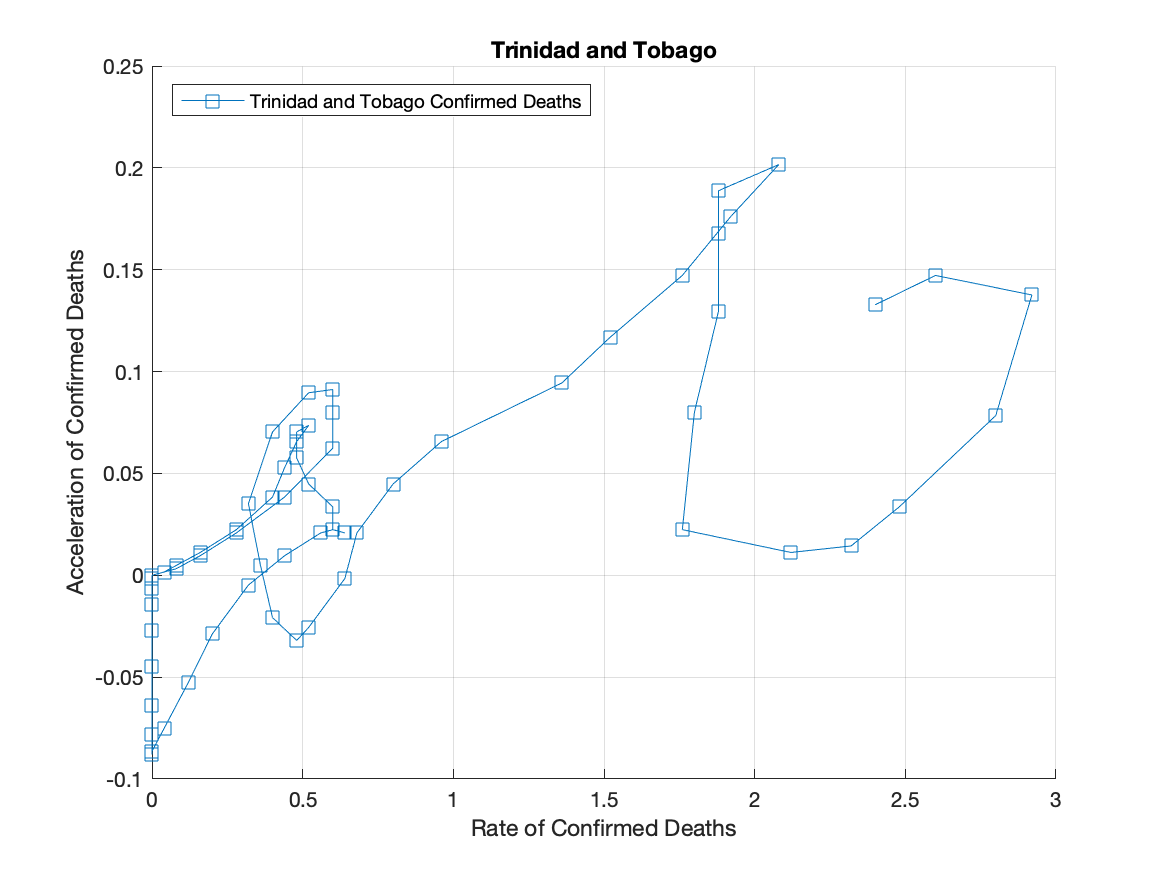 Trinidad and Tobago
Trinidad and Tobago Confirmed Deaths
0.25
0.2
0.15
0.1
0.05
0
-0.05
-0.1
Acceleration of Confirmed Deaths
0 0.5 1 1.5 2 2.5 3
Rate of Confirmed Deaths